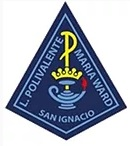 L. POLIVALENTE
MARIA WARD
SAN IGNACIO